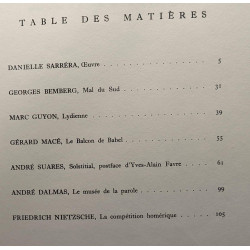 TABLE DES MATIÈRES
DANIELLE SARRÉRA, Œuvre 5
GEORGES BEMBERG, Mal du Sud 31
MARC GUYON, Lydienne 39
GÉRARD MACÉ, Le Balcon de Babel 55
ANDRÉ SUARES, Solstitial, postface d'Yves-Alain Favre 61
ANDRÉ DALMAS, Le musée de la parole 99
FRIEDRICH NIETZSCHE, La compétition homérique 105